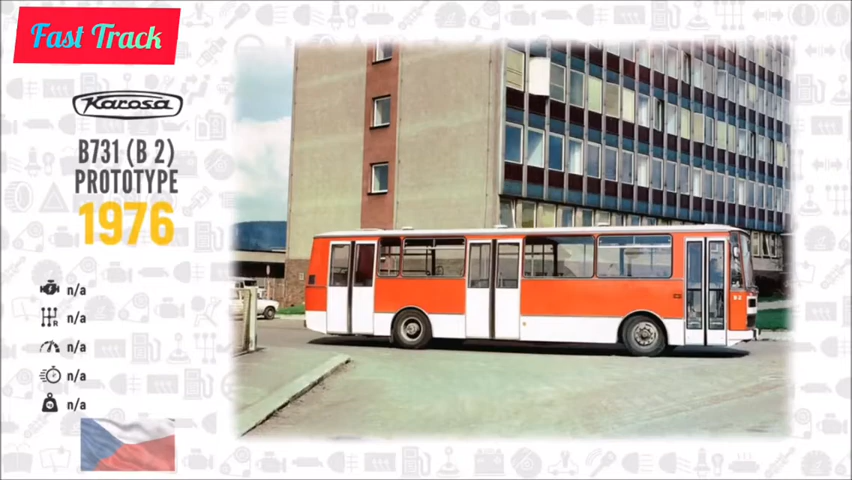 Fast Track
Karosa
B731 (B 2)
PROTOTYPE
1976
n/a
n/a
n/a
n/a
n/a